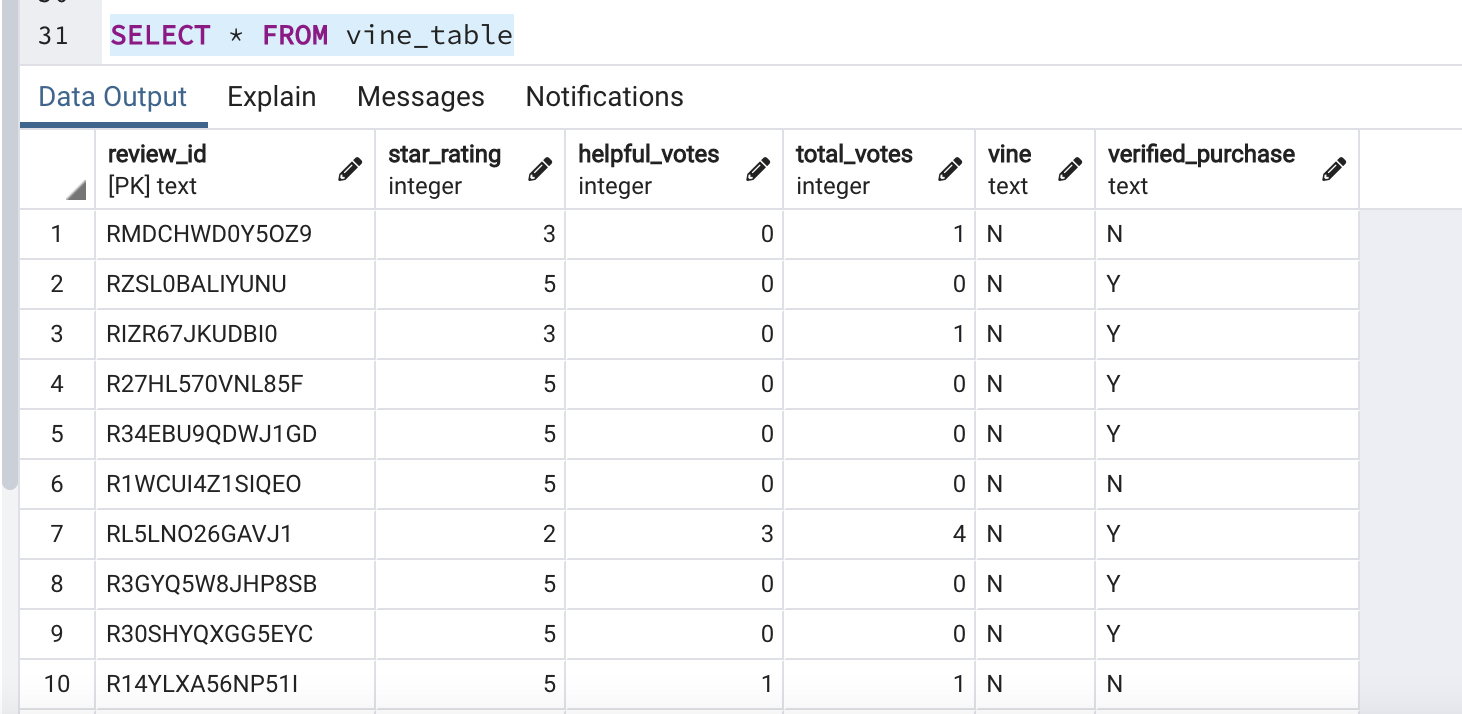 31 SELECT * FROM vine_table
Data Output Explain Messages Notifications
review_id star_rating helpful_votes total_votes vine verified_purchase
[PK] text integer integer integer text text
1 RMDCHWD0Y5OZ9 3 0 1 N N
2 RZSL0BALIYUNU 5 0 0 N Y
3 RIZR67JKUDBI0 3 0 1 N Y
4 R27HL570VNL85F 5 0 0 N Y
5 R34EBU9QDWJ1GD 5 0 0 N Y
6 R1WCUI4Z1SIQEO 5 0 0 N N
7 RL5LNO26GAVJ1 2 3 4 N Y
8 R3GYQ5W8JHP8SB 5 0 0 N Y
9 R30SHYQXGG5EYC 5 0 0 N Y
10 R14YLXA56NP51I 5 1 1 N N